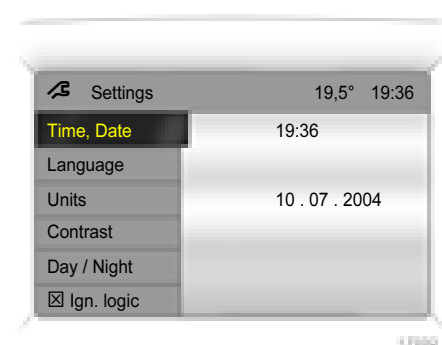 Settings 19,5° 19:36
Time, Date 19:36
Language
Units 10 . 07 . 2004
Contrast
Day / Night
☒ Ign. logic